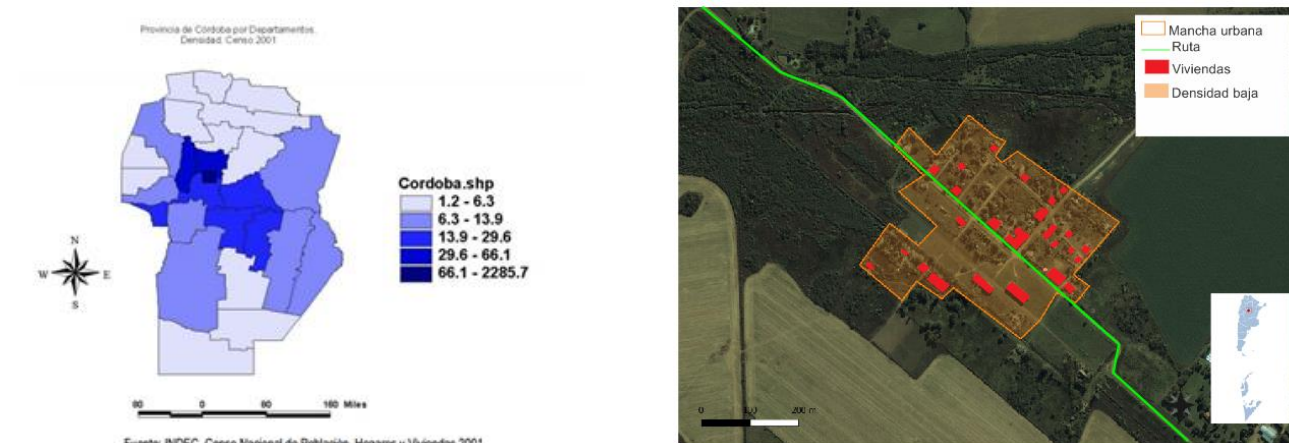 Provincia de Córdoba por Departamentos.
Densidad. Censo 2001
Cordoba.shp
1.2 - 6.3
6.3 - 13.9
13.9 - 29.6
29.6 - 66.1
66.1 - 2285.7
N
W E
S
80 0 80 160 Miles
Fuente: INDEC. Censo Nacional de Población, Hogares y Viviendas 2001
Mancha urbana
Ruta
Viviendas
Densidad baja
0 100 200 m